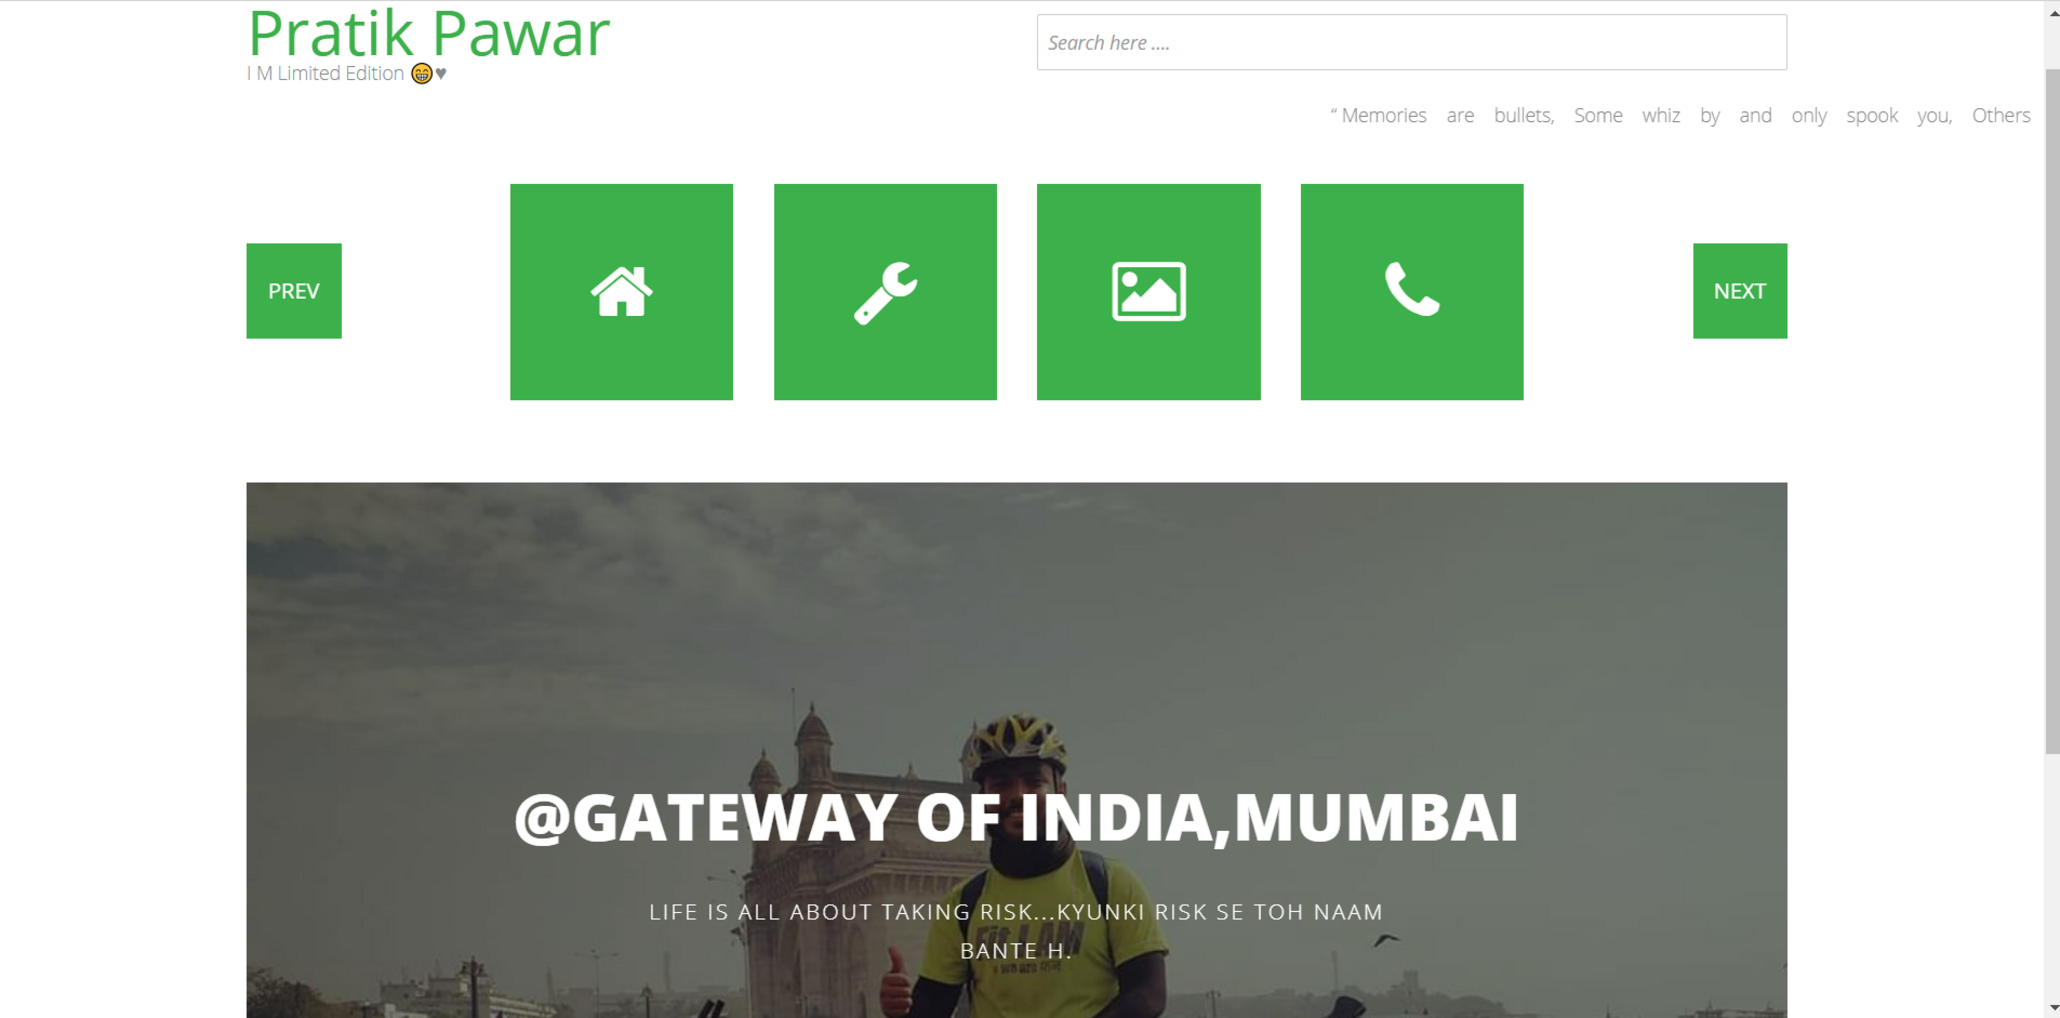 Pratik Pawar
I M Limited Edition 😁♥
Search here ....
“ Memories are bullets, Some whiz by and only spook you, Others
PREV
NEXT
@GATEWAY OF INDIA,MUMBAI
LIFE IS ALL ABOUT TAKING RISK...KYUNKI RISK SE TOH NAAM
BANTE H.